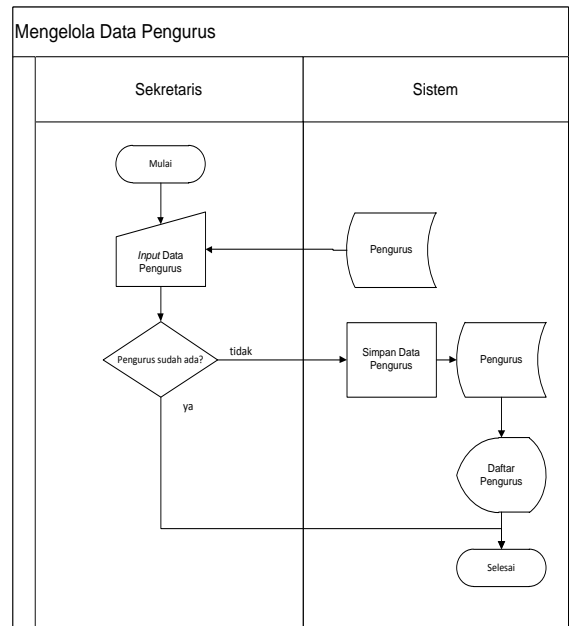 Mengelola Data Pengurus
Sekretaris
Sistem
Mulai
Input Data
Pengurus
Pengurus
Pengurus sudah ada?
tidak
Simpan Data
Pengurus
Pengurus
ya
Daftar
Pengurus
Selesai